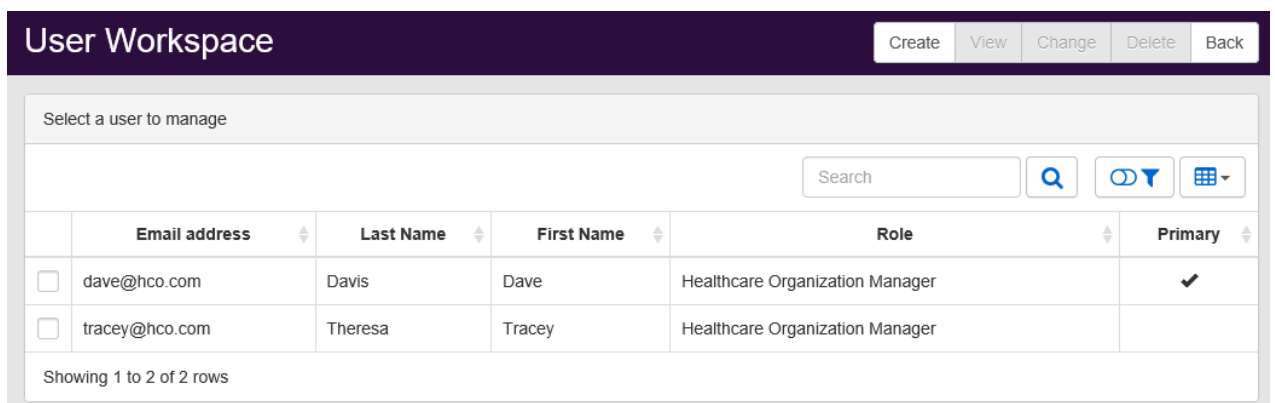 User Workspace
Create View Change Delete Back
Select a user to manage
Search
Email address Last Name First Name Role Primary
dave@hco.com Davis Dave Healthcare Organization Manager
tracey@hco.com Theresa Tracey Healthcare Organization Manager
Showing 1 to 2 of 2 rows